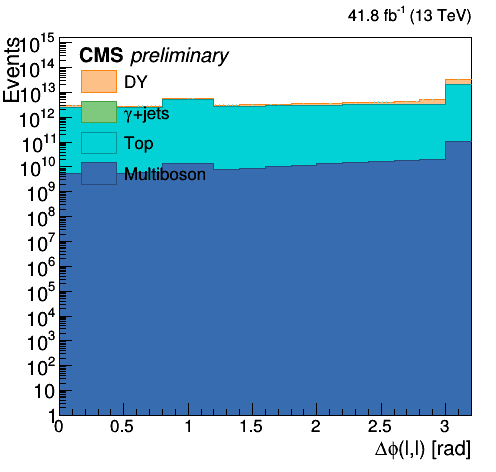 41.8 fb⁻¹ (13 TeV)
Events
CMS preliminary
DY
γ+jets
Top
Multiboson
10¹⁵
10¹⁴
10¹³
10¹²
10¹¹
10¹⁰
10⁹
10⁸
10⁷
10⁶
10⁵
10⁴
10³
10²
10
1
0 0.5 1 1.5 2 2.5 3
Δϕ(l,l) [rad]